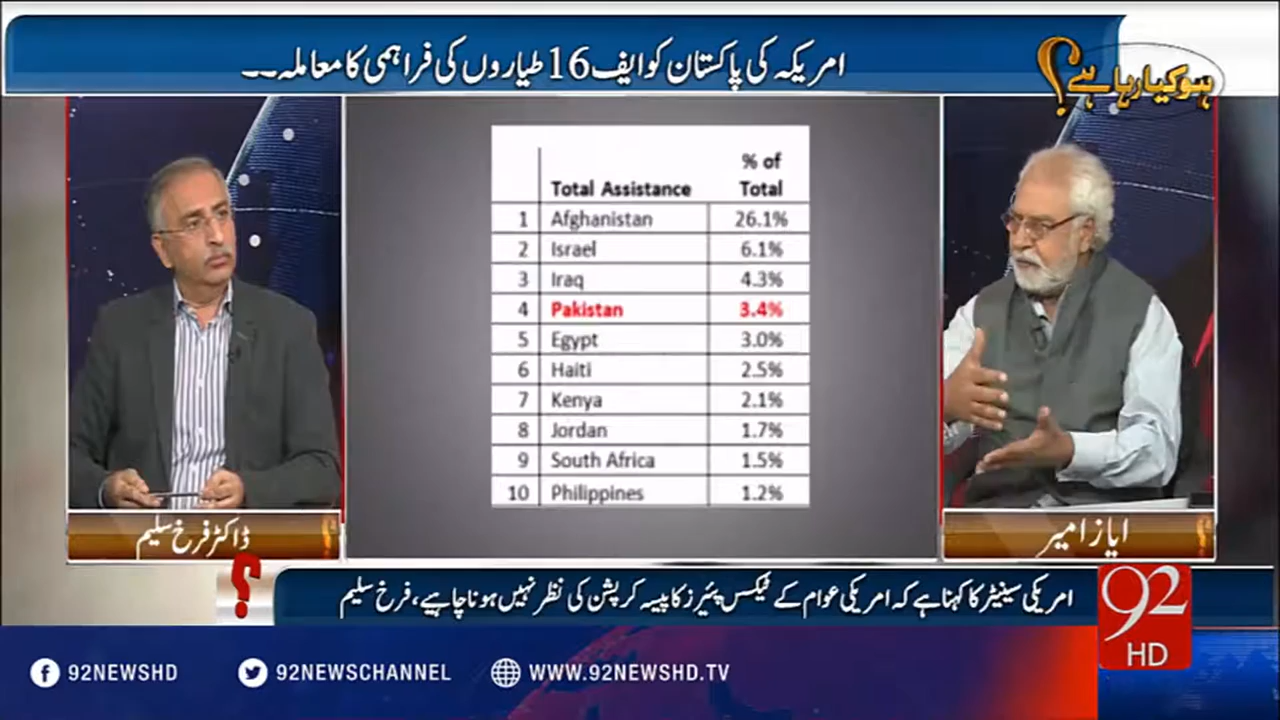 امریکہ کی پاکستان کو ایف 16 طیاروں کی فراہمی کا معاملہ۔۔
ہو کیا رہا ہے؟
% of
Total Assistance Total
1 Afghanistan 26.1%
2 Israel 6.1%
3 Iraq 4.3%
4 Pakistan 3.4%
5 Egypt 3.0%
6 Haiti 2.5%
7 Kenya 2.1%
8 Jordan 1.7%
9 South Africa 1.5%
10 Philippines 1.2%
ڈاکٹر فرخ سلیم
ایاز امیر
؟
امریکی سینیٹر کا کہنا ہے کہ امریکی عوام کے ٹیکس پئیرز کا پیسہ کرپشن کی نظر نہیں ہونا چاہیے، فرخ سلیم
92
HD
92NEWSHD
92NEWSCHANNEL
WWW.92NEWSHD.TV